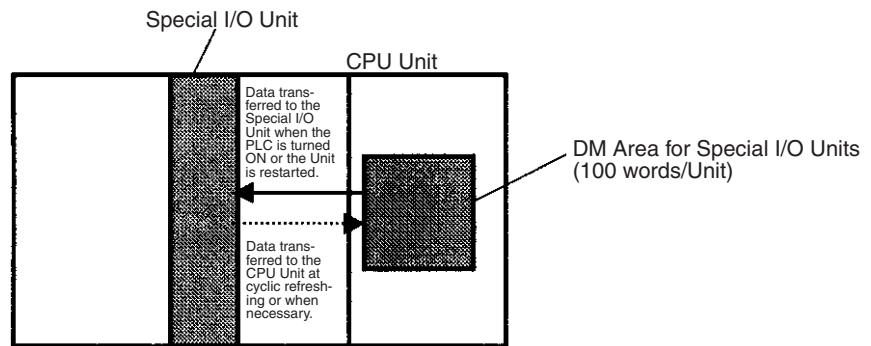 Special I/O Unit
CPU Unit
Data trans-
ferred to the
Special I/O
Unit when the
PLC is turned
ON or the Unit
is restarted.
DM Area for Special I/O Units
(100 words/Unit)
Data trans-
ferred to the
CPU Unit at
cyclic refresh-
ing or when
necessary.